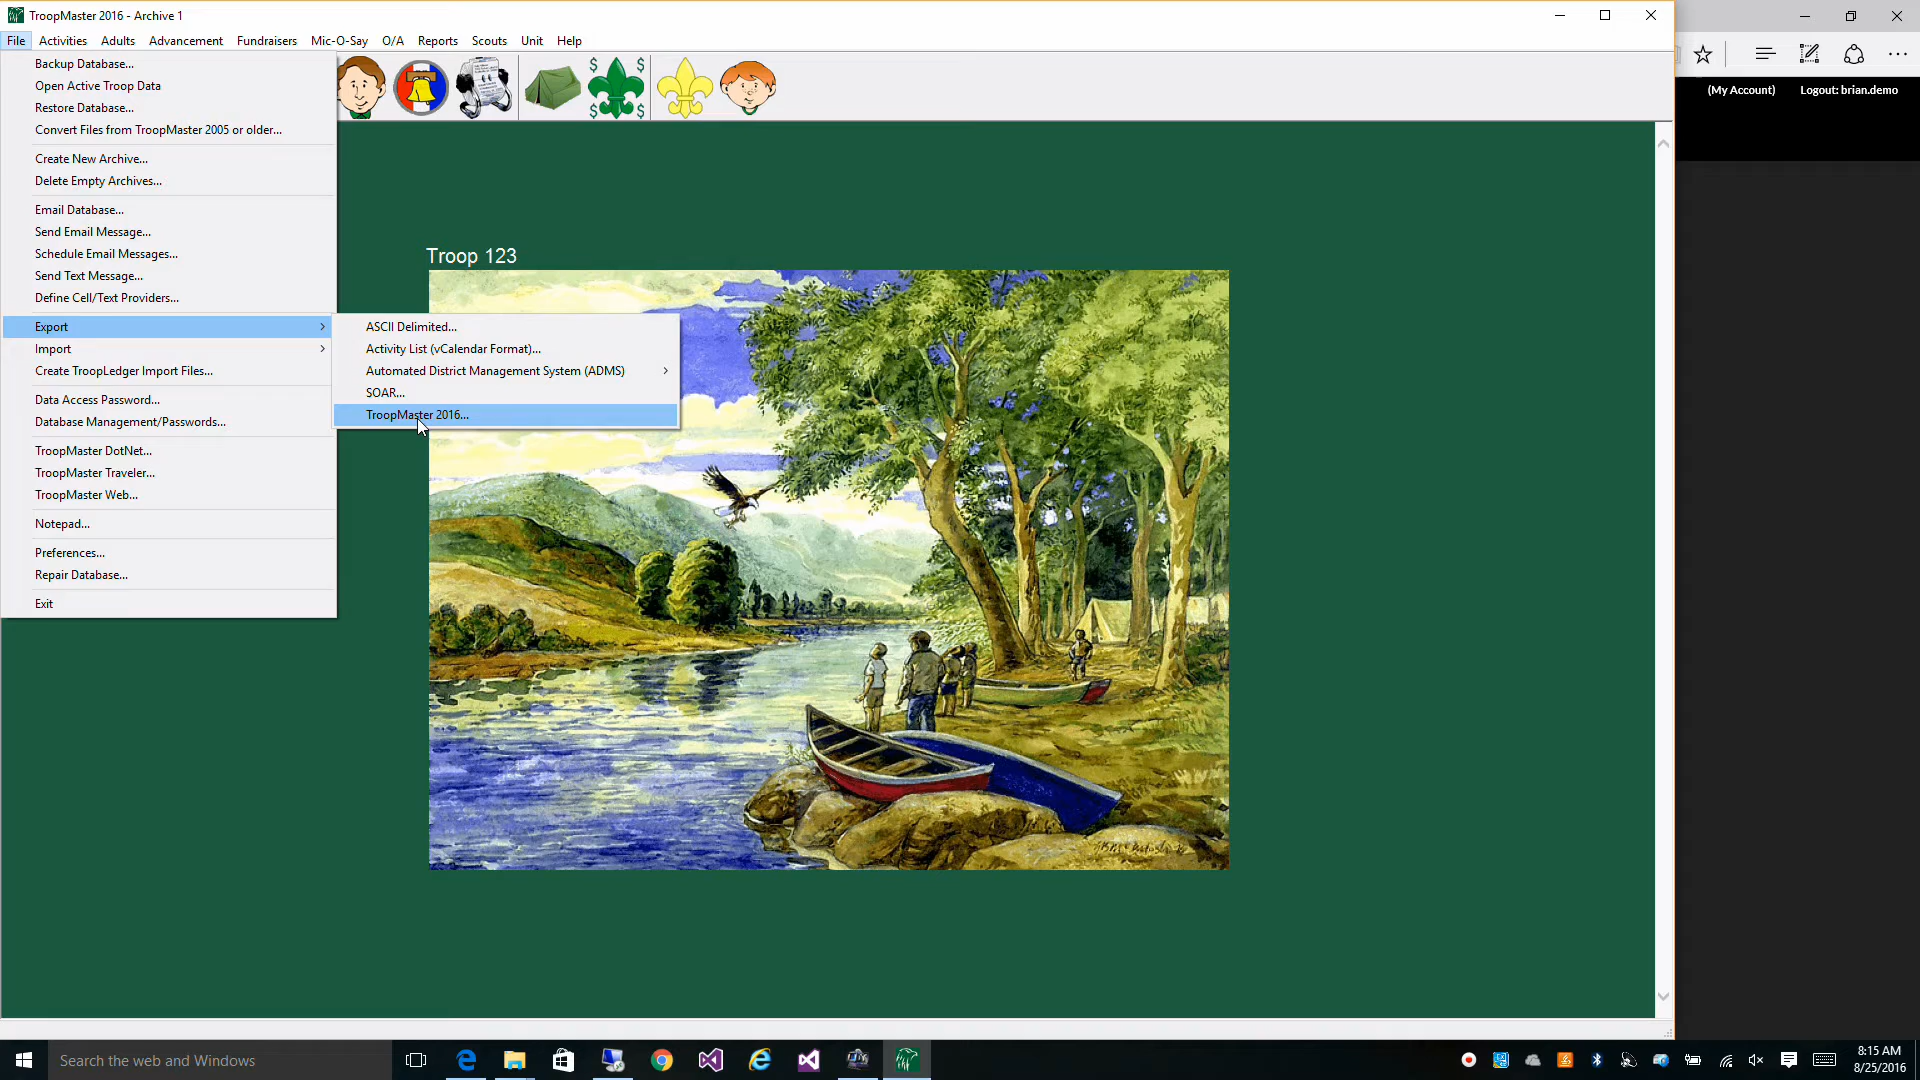 TroopMaster 2016 - Archive 1
File Activities Adults Advancement Fundraisers Mic-O-Say O/A Reports Scouts Unit Help
(My Account) Logout: brian.demo
Backup Database...
Open Active Troop Data
Restore Database...
Convert Files from TroopMaster 2005 or older...
Create New Archive...
Delete Empty Archives...
Email Database...
Send Email Message...
Schedule Email Messages...
Send Text Message...
Define Cell/Text Providers...
Export
Import
Create TroopLedger Import Files...
Data Access Password...
Database Management/Passwords...
TroopMaster DotNet...
TroopMaster Traveler...
TroopMaster Web...
Notepad...
Preferences...
Repair Database...
Exit
ASCII Delimited...
Activity List (vCalendar Format)...
Automated District Management System (ADMS)
SOAR...
TroopMaster 2016...
Troop 123
Search the web and Windows
8:15 AM
8/25/2016